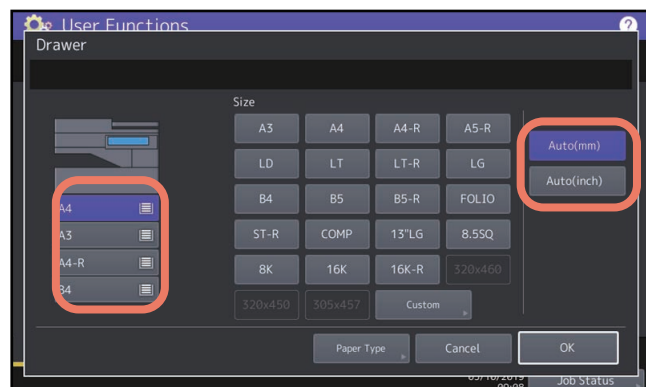 User Functions ?
Drawer
Size
A3 A4 A4-R A5-R
LD LT LT-R LG
B4 B5 B5-R FOLIO
ST-R COMP 13"LG 8.5SQ
8K 16K 16K-R 320x460
320x450 305x457 Custom
Auto(mm)
Auto(inch)
A4
A3
A4-R
B4
Paper Type Cancel OK
Job Status